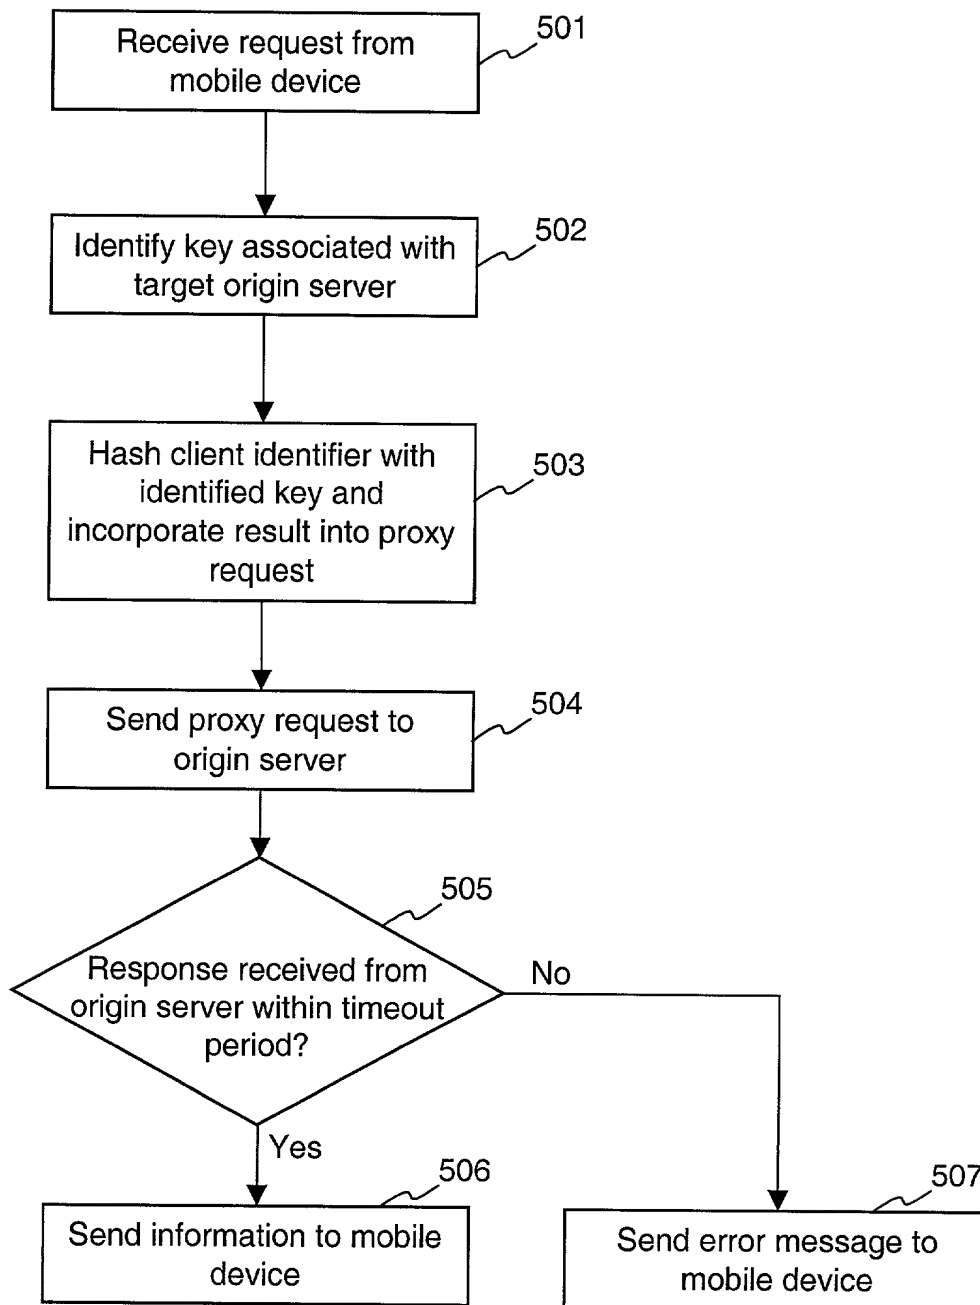 501
Receive request from
mobile device
502
Identify key associated with
target origin server
503
Hash client identifier with
identified key and
incorporate result into proxy
request
504
Send proxy request to
origin server
505
Response received from
origin server within timeout
period?
No
Yes
506
Send information to mobile
device
507
Send error message to
mobile device